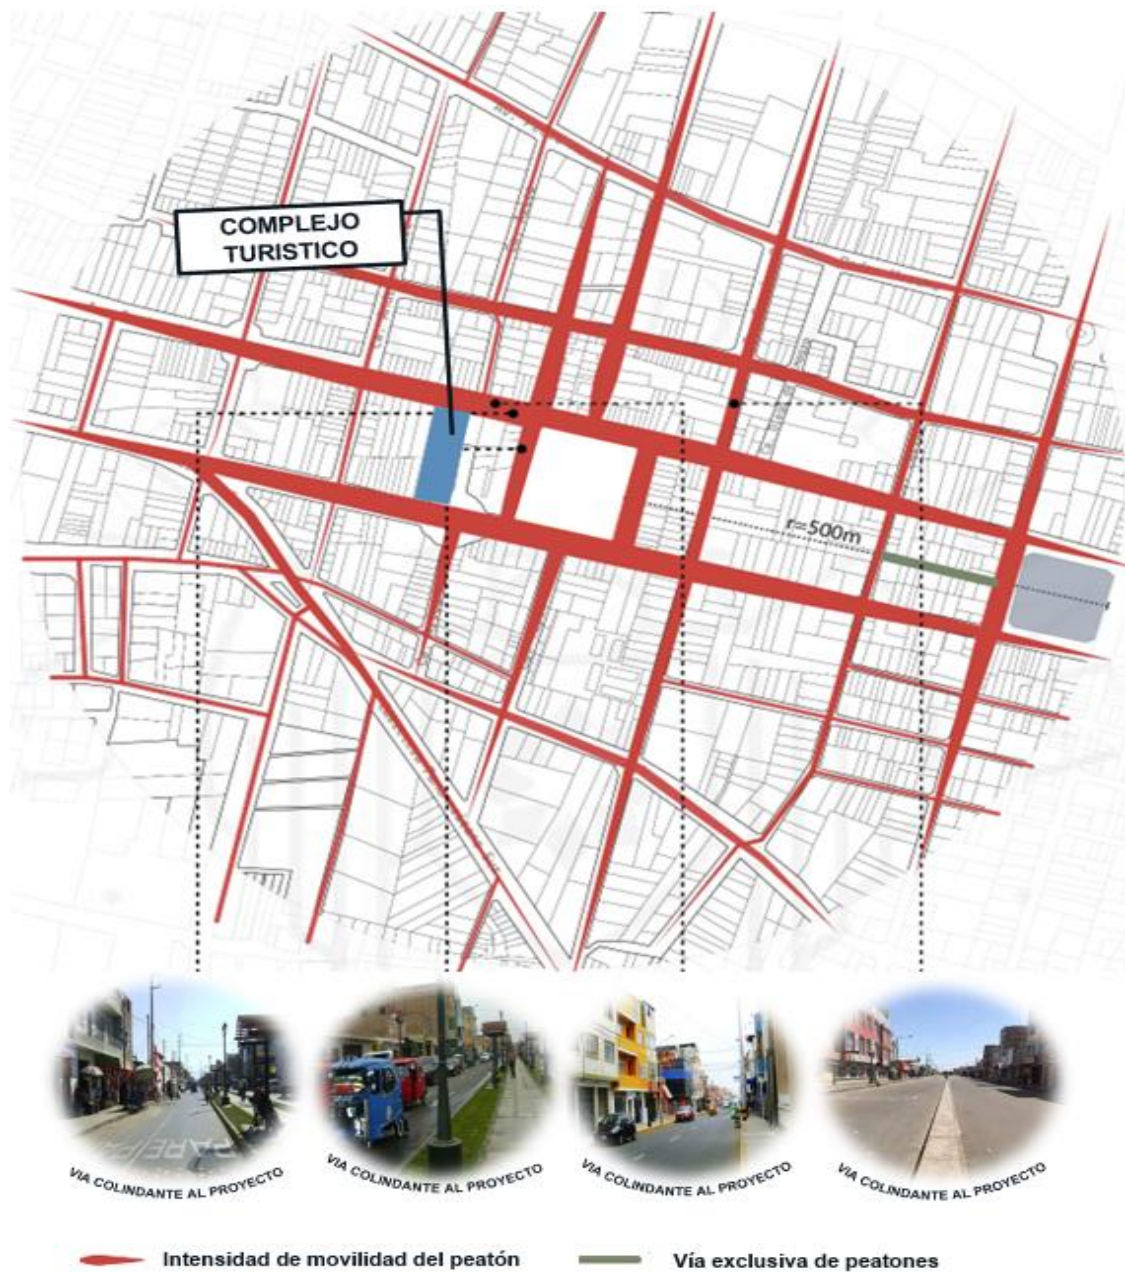 COMPLEJO
TURISTICO
r=500m
VIA COLINDANTE AL PROYECTO
VIA COLINDANTE AL PROYECTO
VIA COLINDANTE AL PROYECTO
VIA COLINDANTE AL PROYECTO
Intensidad de movilidad del peatón
Vía exclusiva de peatones